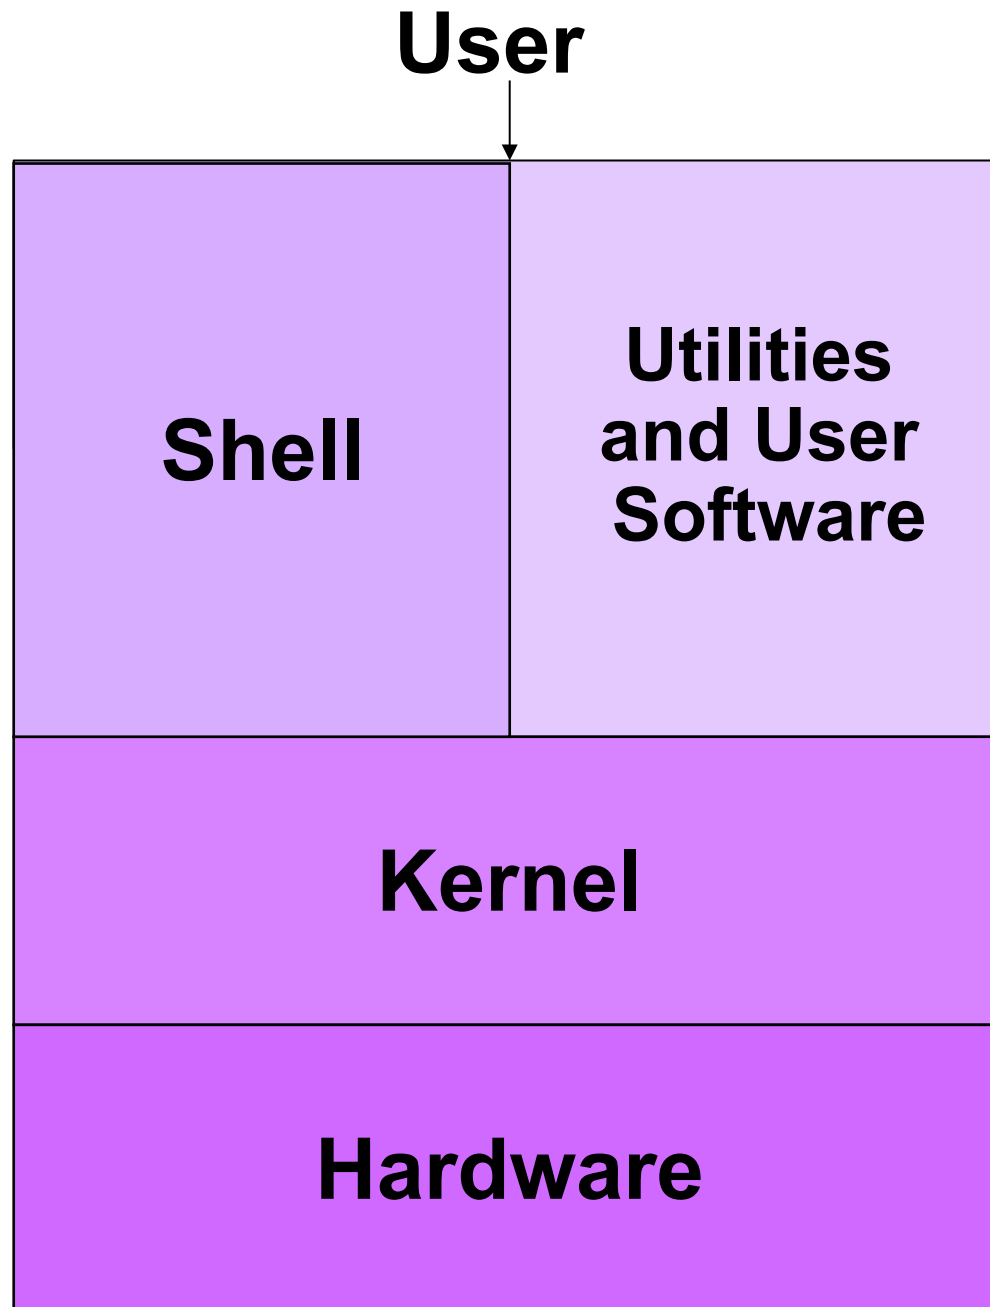 User
Shell
Utilities
and User
Software
Kernel
Hardware